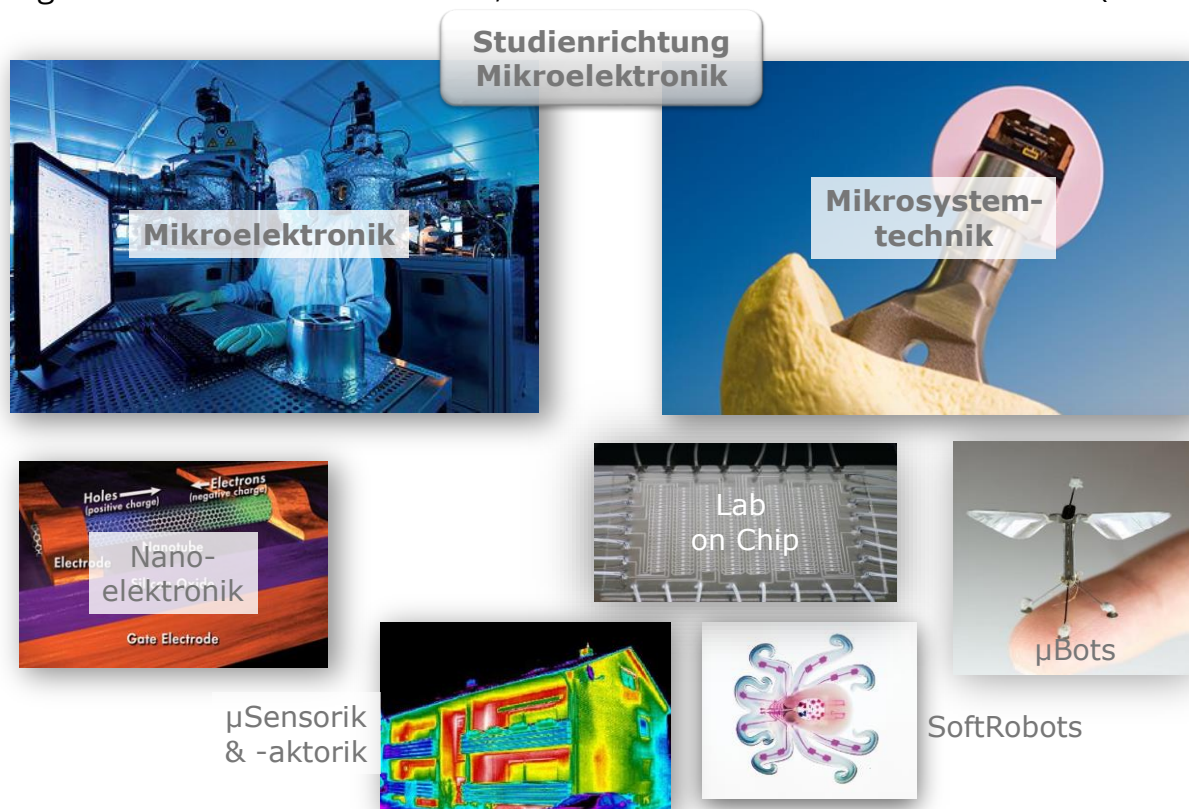 Studienrichtung
Mikroelektronik
Mikroelektronik
Mikrosystem-
technik
Holes
(positive charge)
Electrons
(negative charge)
Nanotube
Electrode
Nano-
elektronik
Gate Electrode
Lab
on Chip
µBots
µSensorik
& -aktorik
SoftRobots